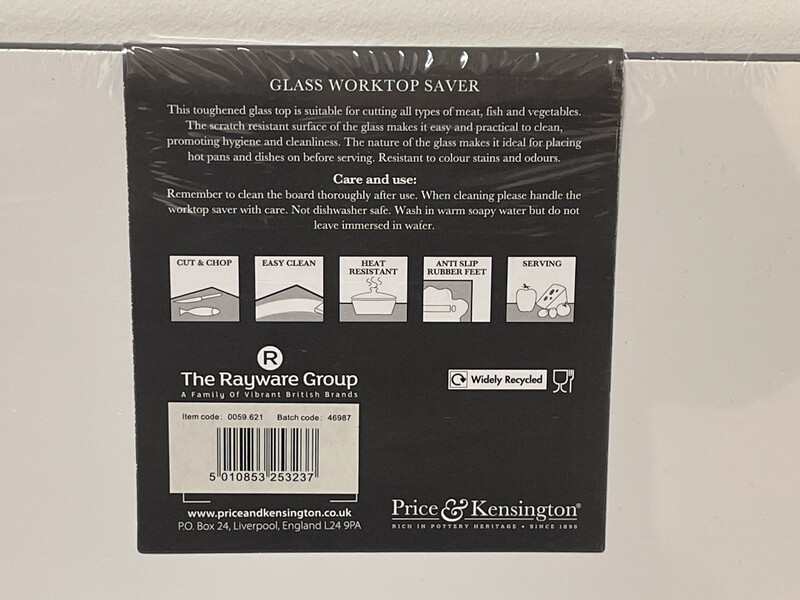 GLASS WORKTOP SAVER
This toughened glass top is suitable for cutting all types of meat, fish and vegetables.
The scratch resistant surface of the glass makes it easy and practical to clean,
promoting hygiene and cleanliness. The nature of the glass makes it ideal for placing
hot pans and dishes on before serving. Resistant to colour stains and odours.
Care and use:
Remember to clean the board thoroughly after use. When cleaning please handle the
worktop saver with care. Not dishwasher safe. Wash in warm soapy water but do not
leave immersed in water.
CUT & CHOP
EASY CLEAN
HEAT
RESISTANT
ANTI SLIP
RUBBER FEET
SERVING
R
The Rayware Group
A Family Of Vibrant British Brands
Widely Recycled
Item code: 0059.621 Batch code: 46987
5 010853 253237
www.priceandkensington.co.uk
P.O. Box 24, Liverpool, England L24 9PA
Price & Kensington®
RICH IN POTTERY HERITAGE • SINCE 1896